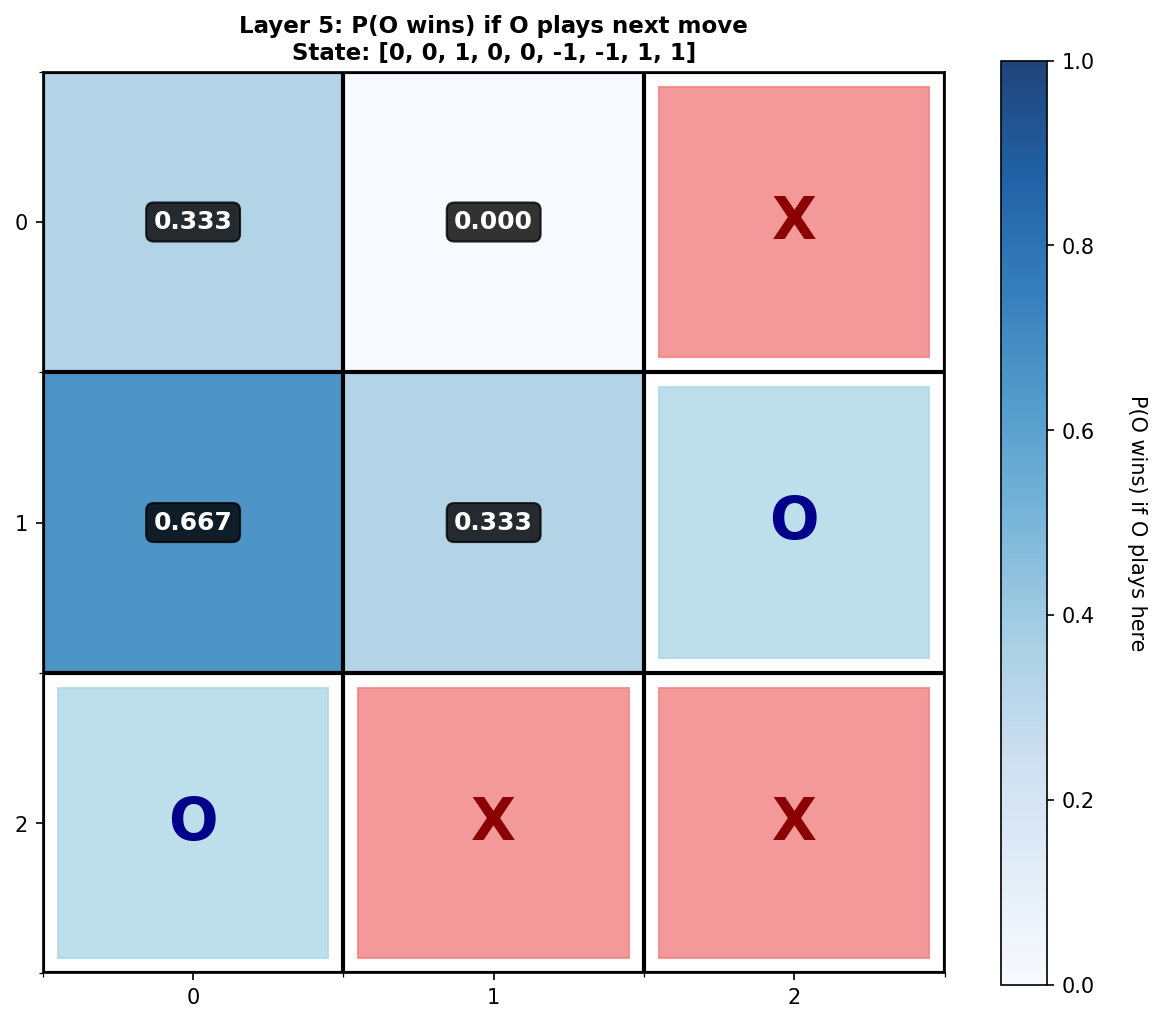 Layer 5: P(O wins) if O plays next move
State: [0, 0, 1, 0, 0, -1, -1, 1, 1]
0
0.333
0.000
X
1
0.667
0.333
O
2
O
X
X
0
1
2
1.0
0.8
0.6
0.4
0.2
0.0
P(O wins) if O plays here